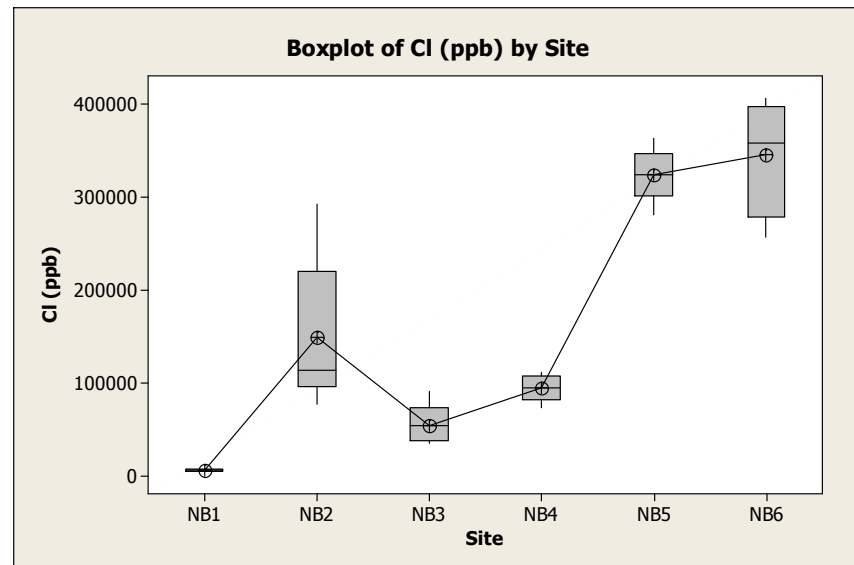 Boxplot of Cl (ppb) by Site
400000
300000
200000
100000
0
Cl (ppb)
NB1 NB2 NB3 NB4 NB5 NB6
Site